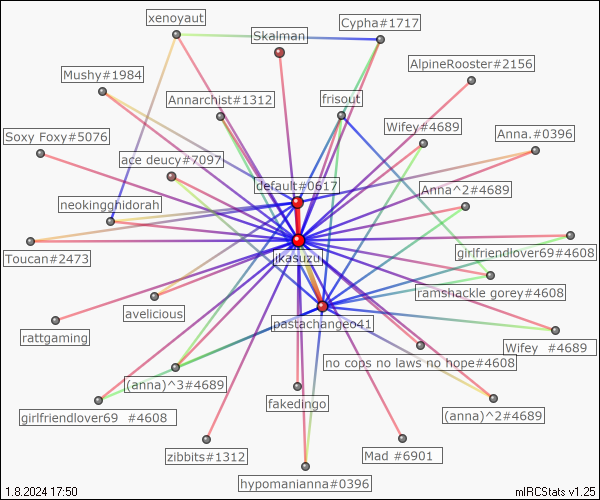 xenoyaut
Cypha#1717
Skalman
AlpineRooster#2156
Mushy#1984
Annarchist#1312
frisout
Wifey#4689
Anna.#0396
Soxy Foxy#5076
ace deucy#7097
default#0617
Anna^2#4689
neokingghidorah
girlfriendlover69#4608
Toucan#2473
ikasuzu
ramshackle gorey#4608
avelicious
rattgaming
pastachangeo41
Wifey #4689
no cops no laws no hope#4608
(anna)^3#4689
fakedingo
girlfriendlover69 #4608
(anna)^2#4689
zibbits#1312
Mad #6901
hypomanianna#0396
1.8.2024 17:50
mIRCStats v1.25